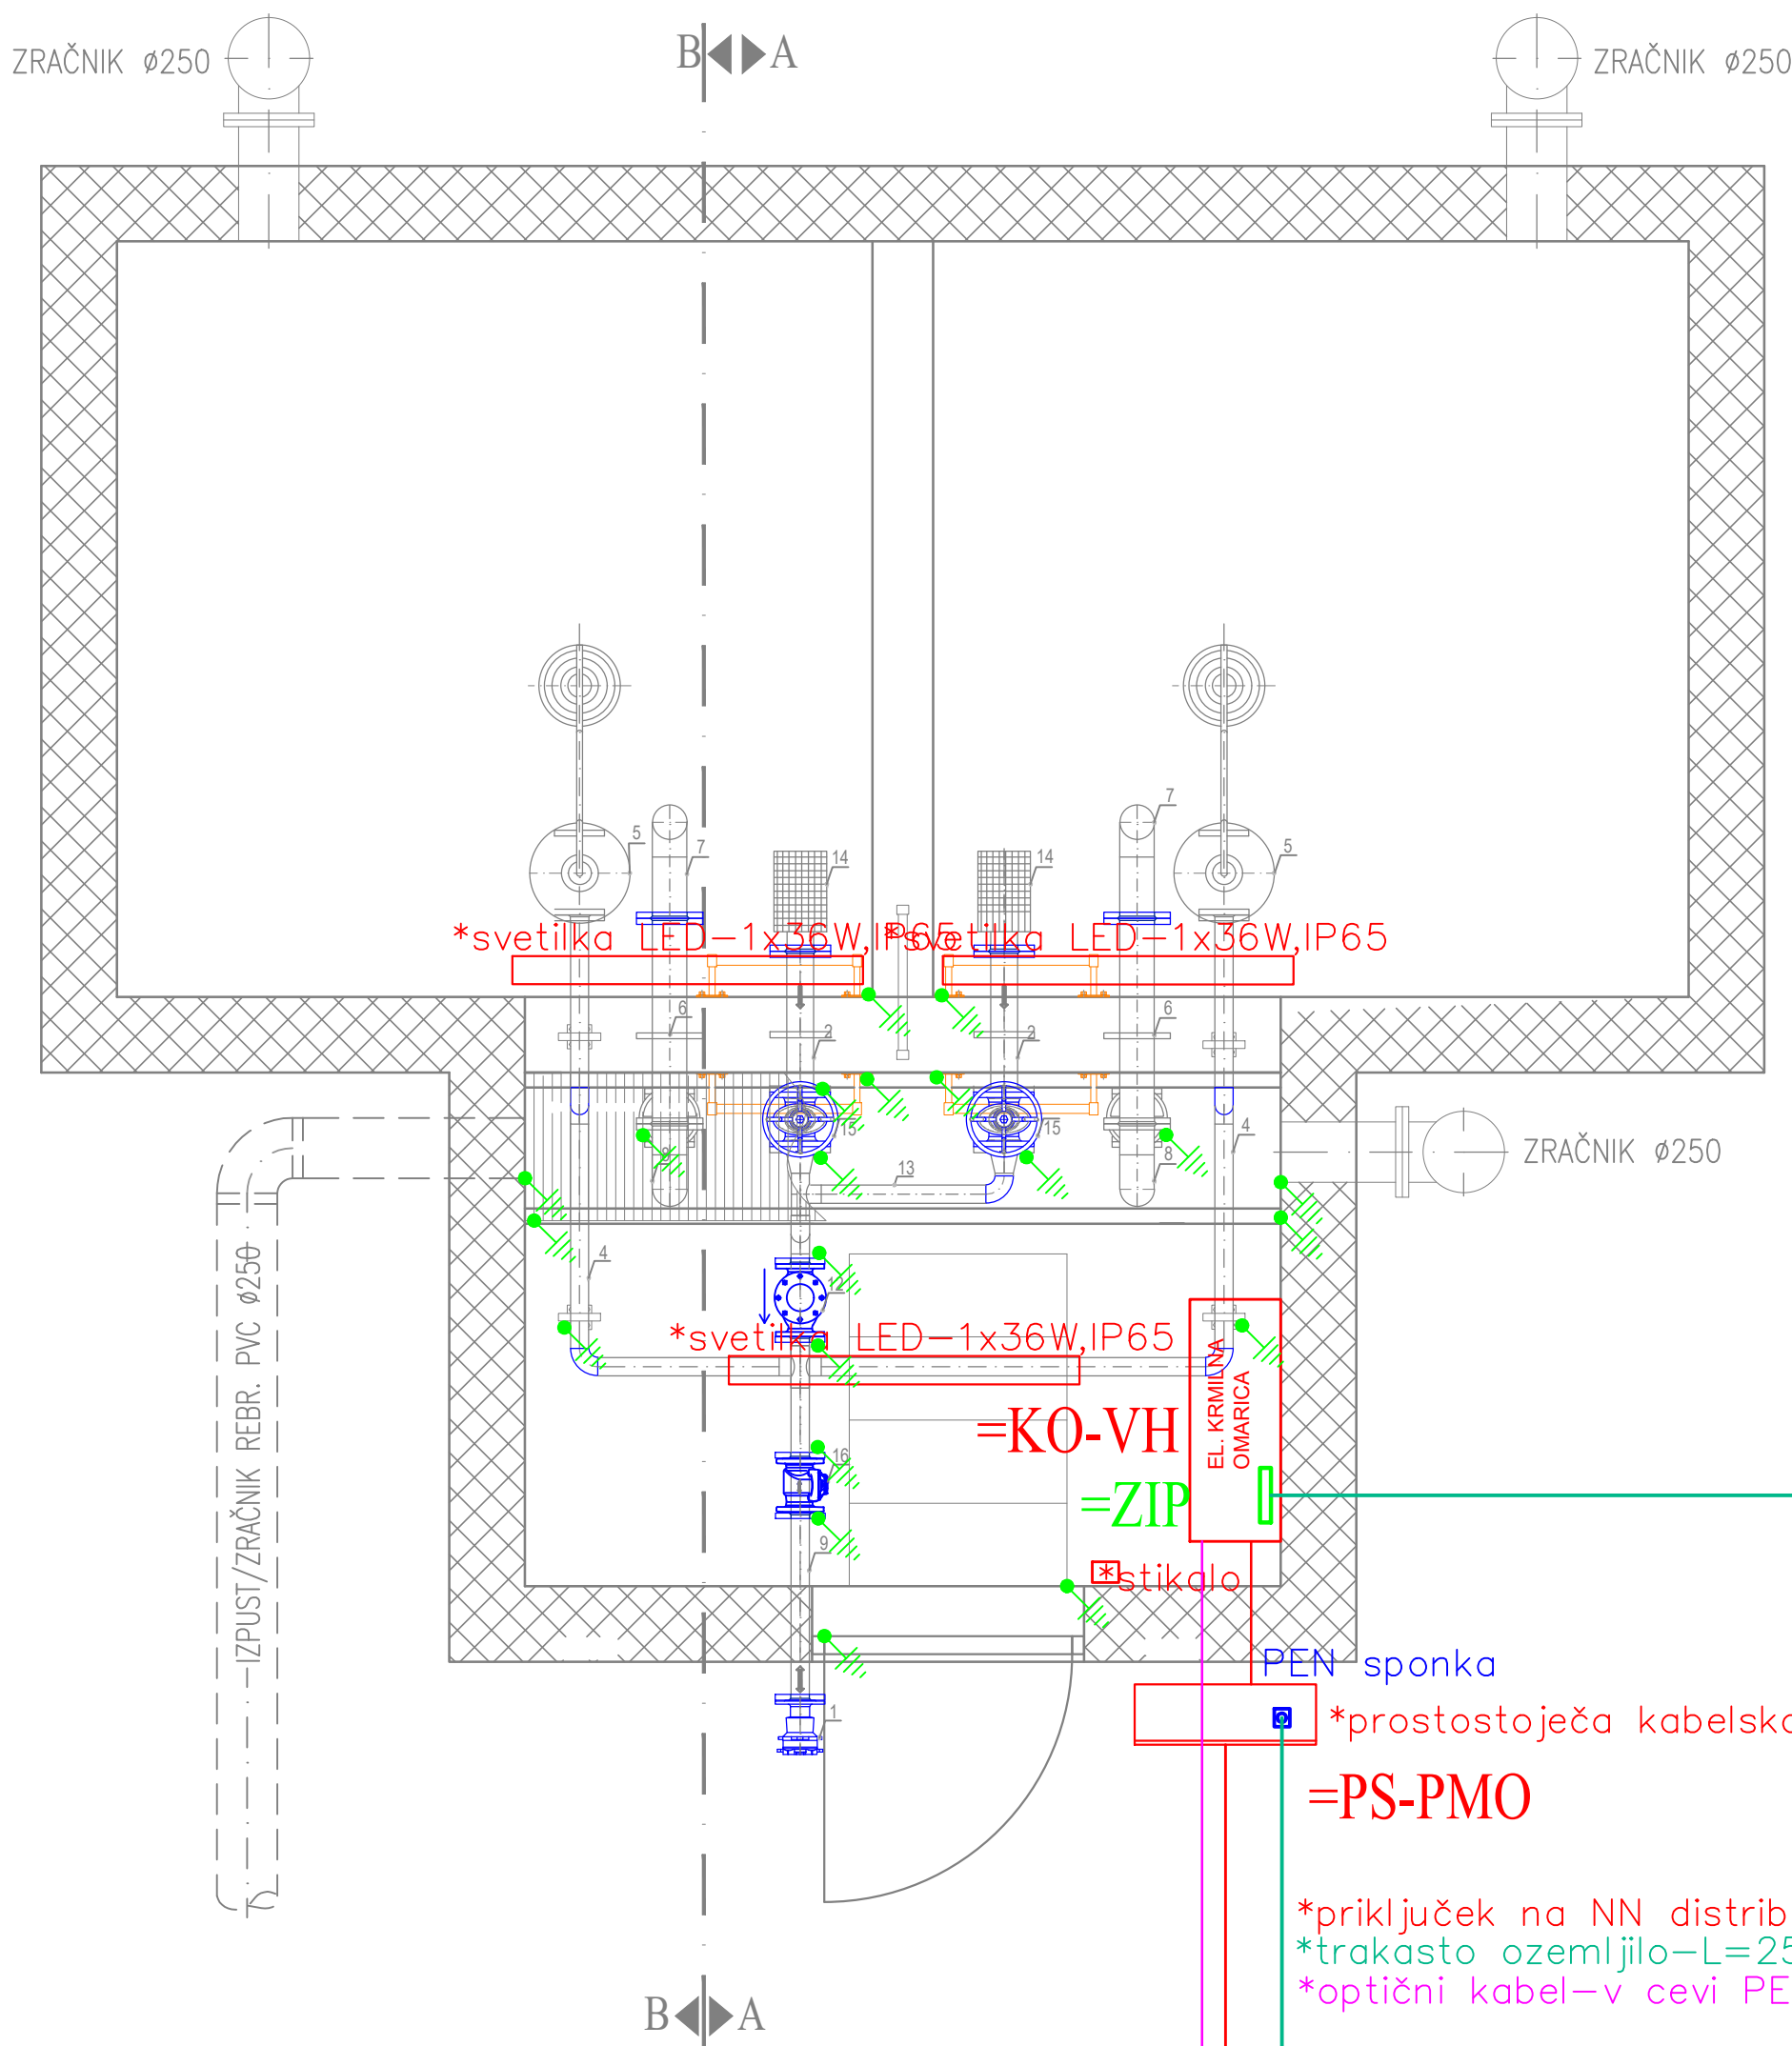 ZRAČNIK ø250
B A
ZRAČNIK ø250
7
5
7
14
14
5
*svetilka LED-1x36W,IP65
*svetilka LED-1x36W,IP65
6
2
2
6
15
15
4
ZRAČNIK ø250
8
13
8
4
12
*svetilka LED-1x36W,IP65
EL. KRMILNA
OMARICA
=KO-VH
16
=ZIP
IZPUST/ZRAČNIK REBR. PVC ø250
9
*stikalo
PEN sponka
1
*prostostoječa kabelska
=PS-PMO
*priključek na NN distrib
*trakasto ozemljilo-L=25
*optični kabel-v cevi PE
B A